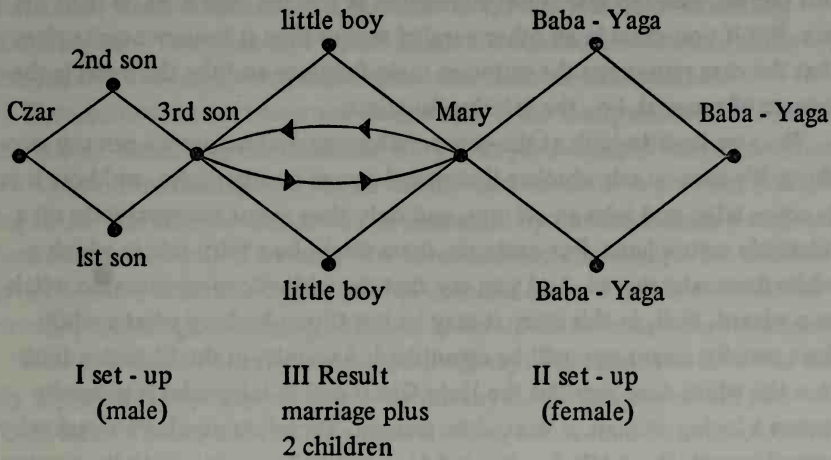 little boy
Baba - Yaga
2nd son
Czar
3rd son
Mary
Baba - Yaga
lst son
little boy
Baba - Yaga
I set - up
(male)
III Result
marriage plus
2 children
II set - up
(female)